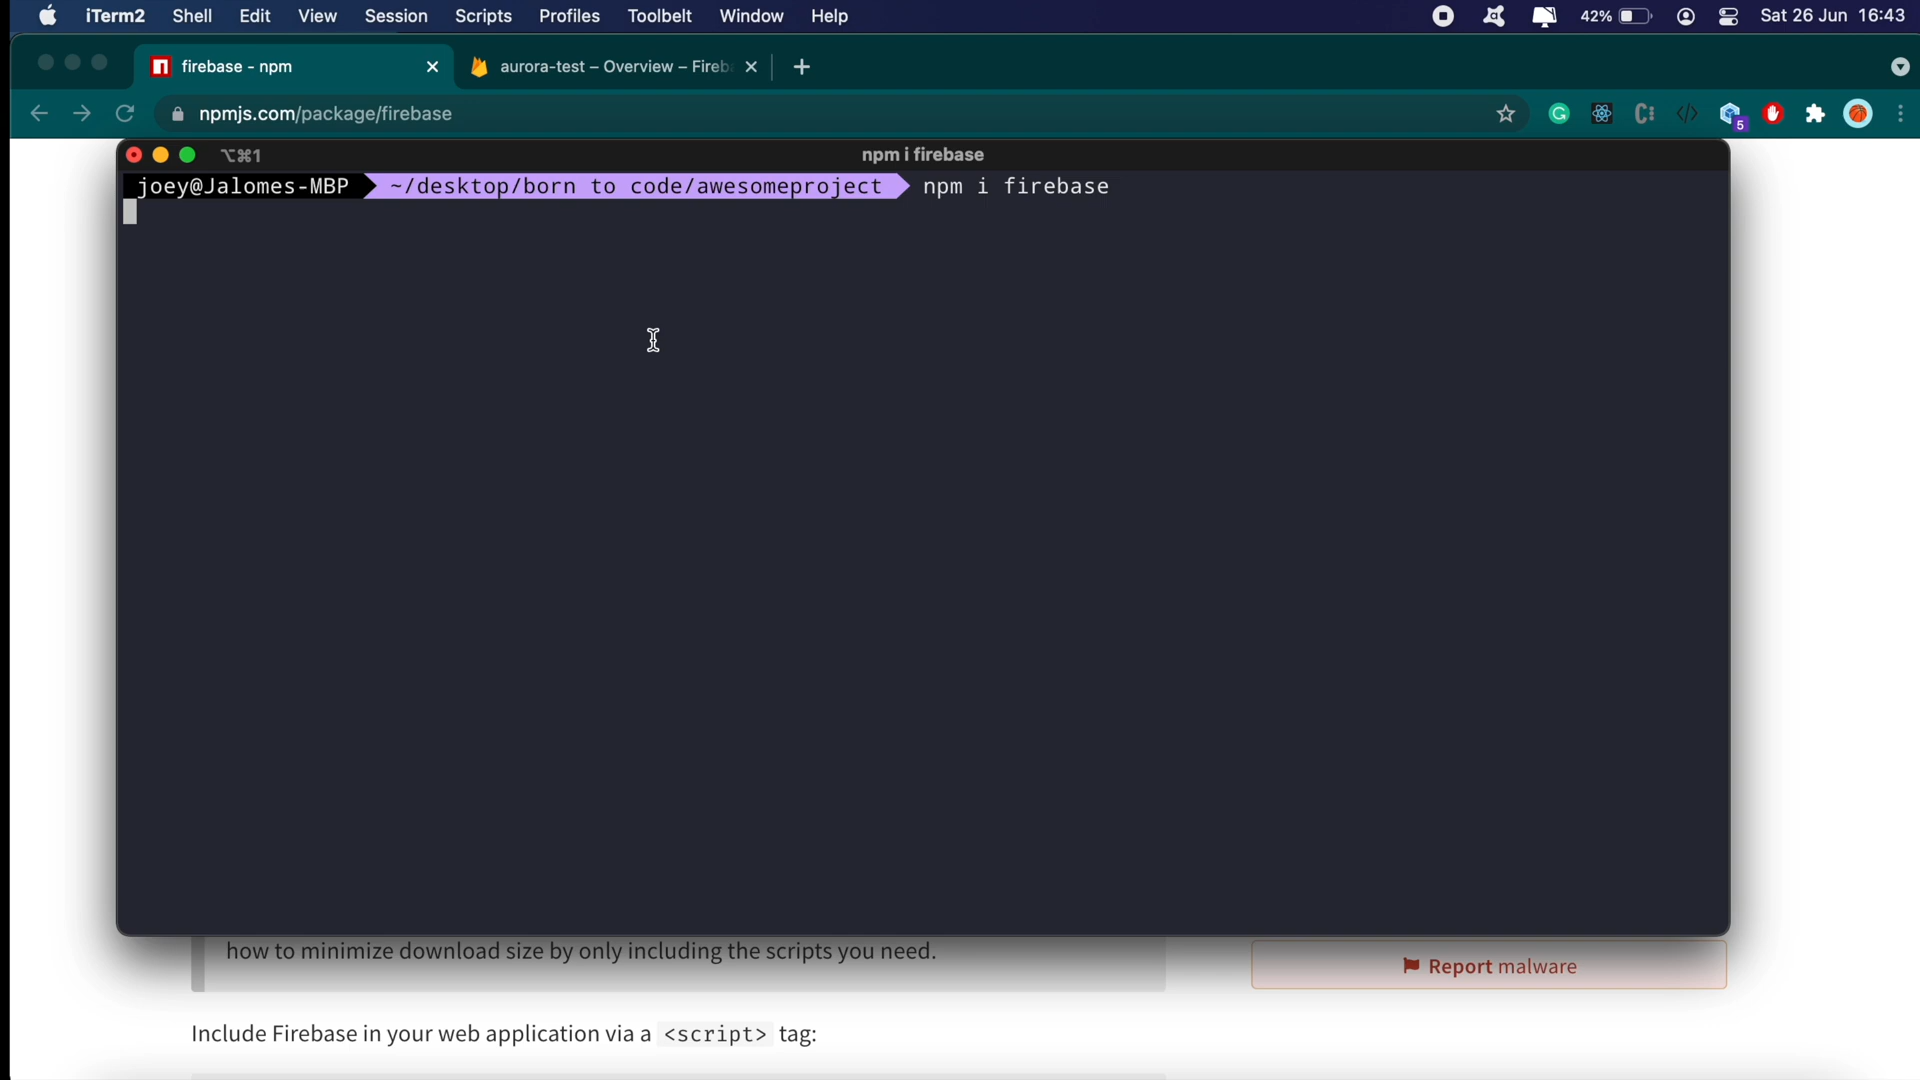 iTerm2 Shell Edit View Session Scripts Profiles Toolbelt Window Help 42% Sat 26 Jun 16:43
firebase - npm aurora-test – Overview – Fireb
npmjs.com/package/firebase 5
⌥⌘1 npm i firebase
joey@Jalomes-MBP ~/desktop/born to code/awesomeproject npm i firebase
how to minimize download size by only including the scripts you need.
Report malware
Include Firebase in your web application via a <script> tag: